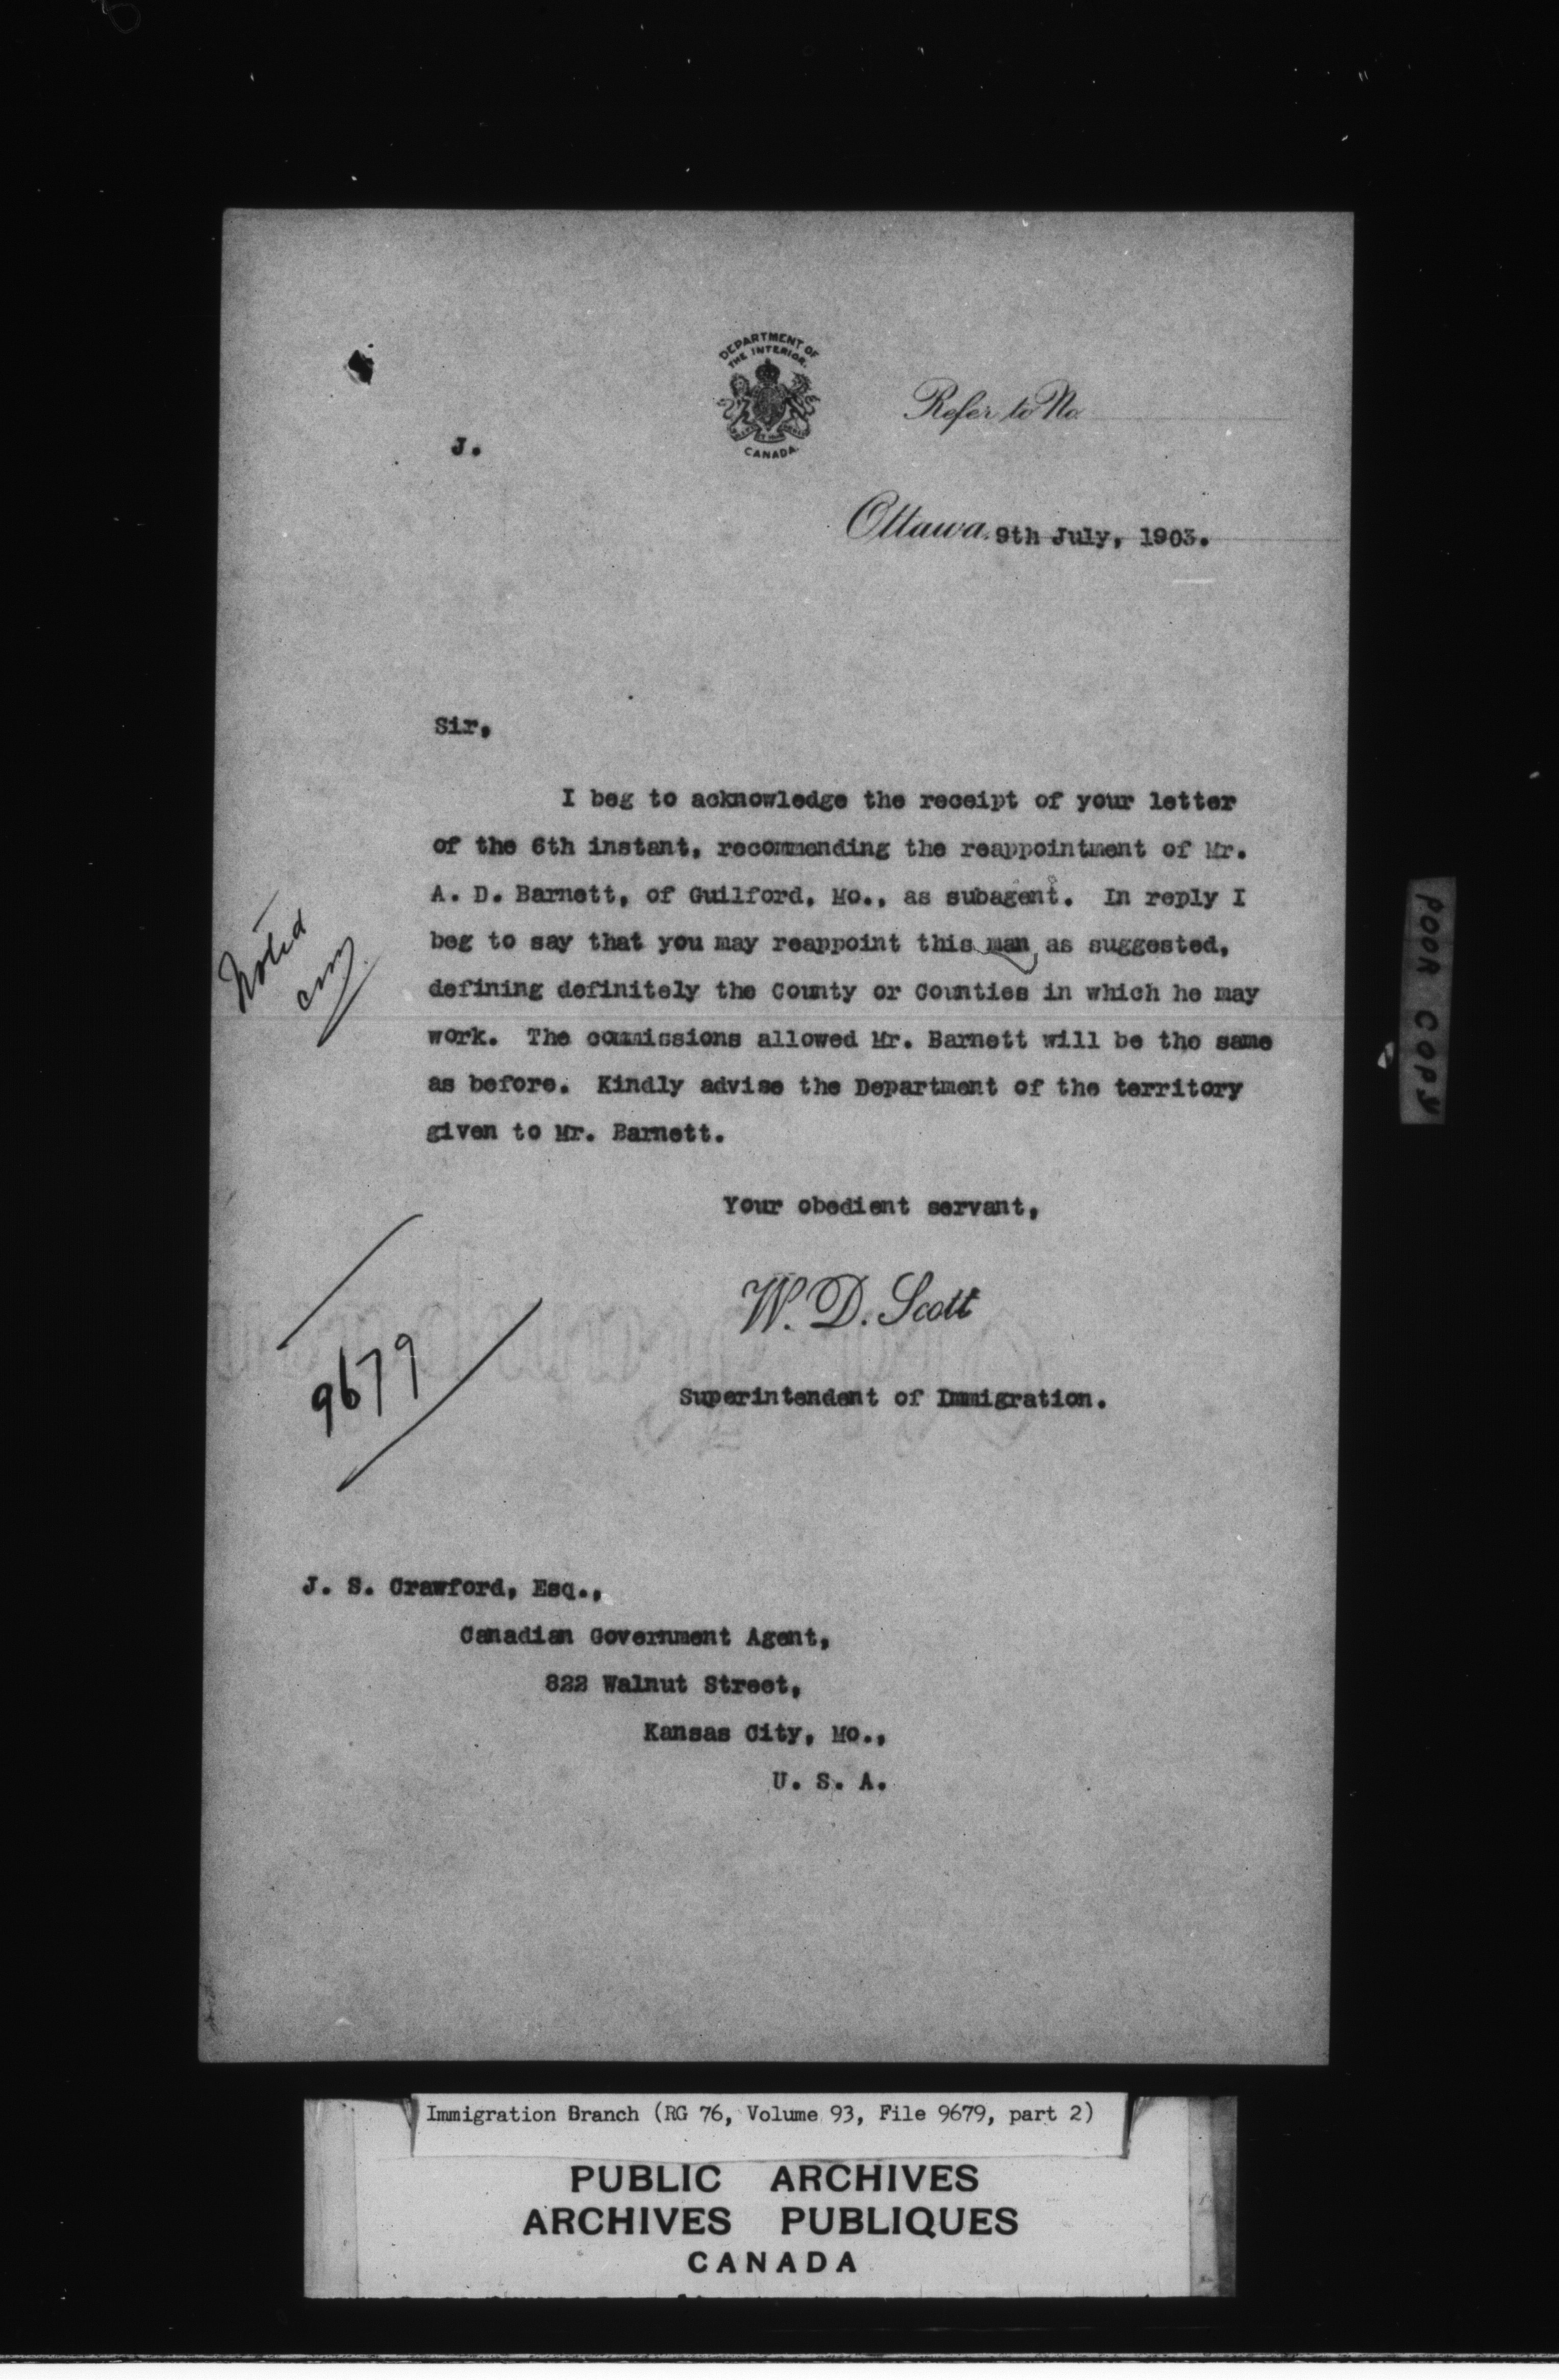 DEPARTMENT OF
THE INTERIOR.
CANADA.
Refer to No.
J.
Ottawa, 9th July, 1903.
Sir,
I beg to acknowledge the receipt of your letter
of the 6th instant, recommending the reappointment of Mr.
A. D. Barnett, of Guilford, Mo., as subagent. In reply I
beg to say that you may reappoint this man, as suggested,
defining definitely the County or Counties in which he may
work. The commissions allowed Mr. Barnett will be the same
as before. Kindly advise the Department of the territory
given to Mr. Barnett.
Noted
Your obedient servant,
W. D. Scott
Superintendent of Immigration.
9679
J. S. Crawford, Esq.,
Canadian Government Agent,
822 Walnut Street,
Kansas City, Mo.,
U. S. A.
POOR COPY
Immigration Branch (RG 76, Volume 93, File 9679, part 2)
PUBLIC ARCHIVES
ARCHIVES PUBLIQUES
CANADA